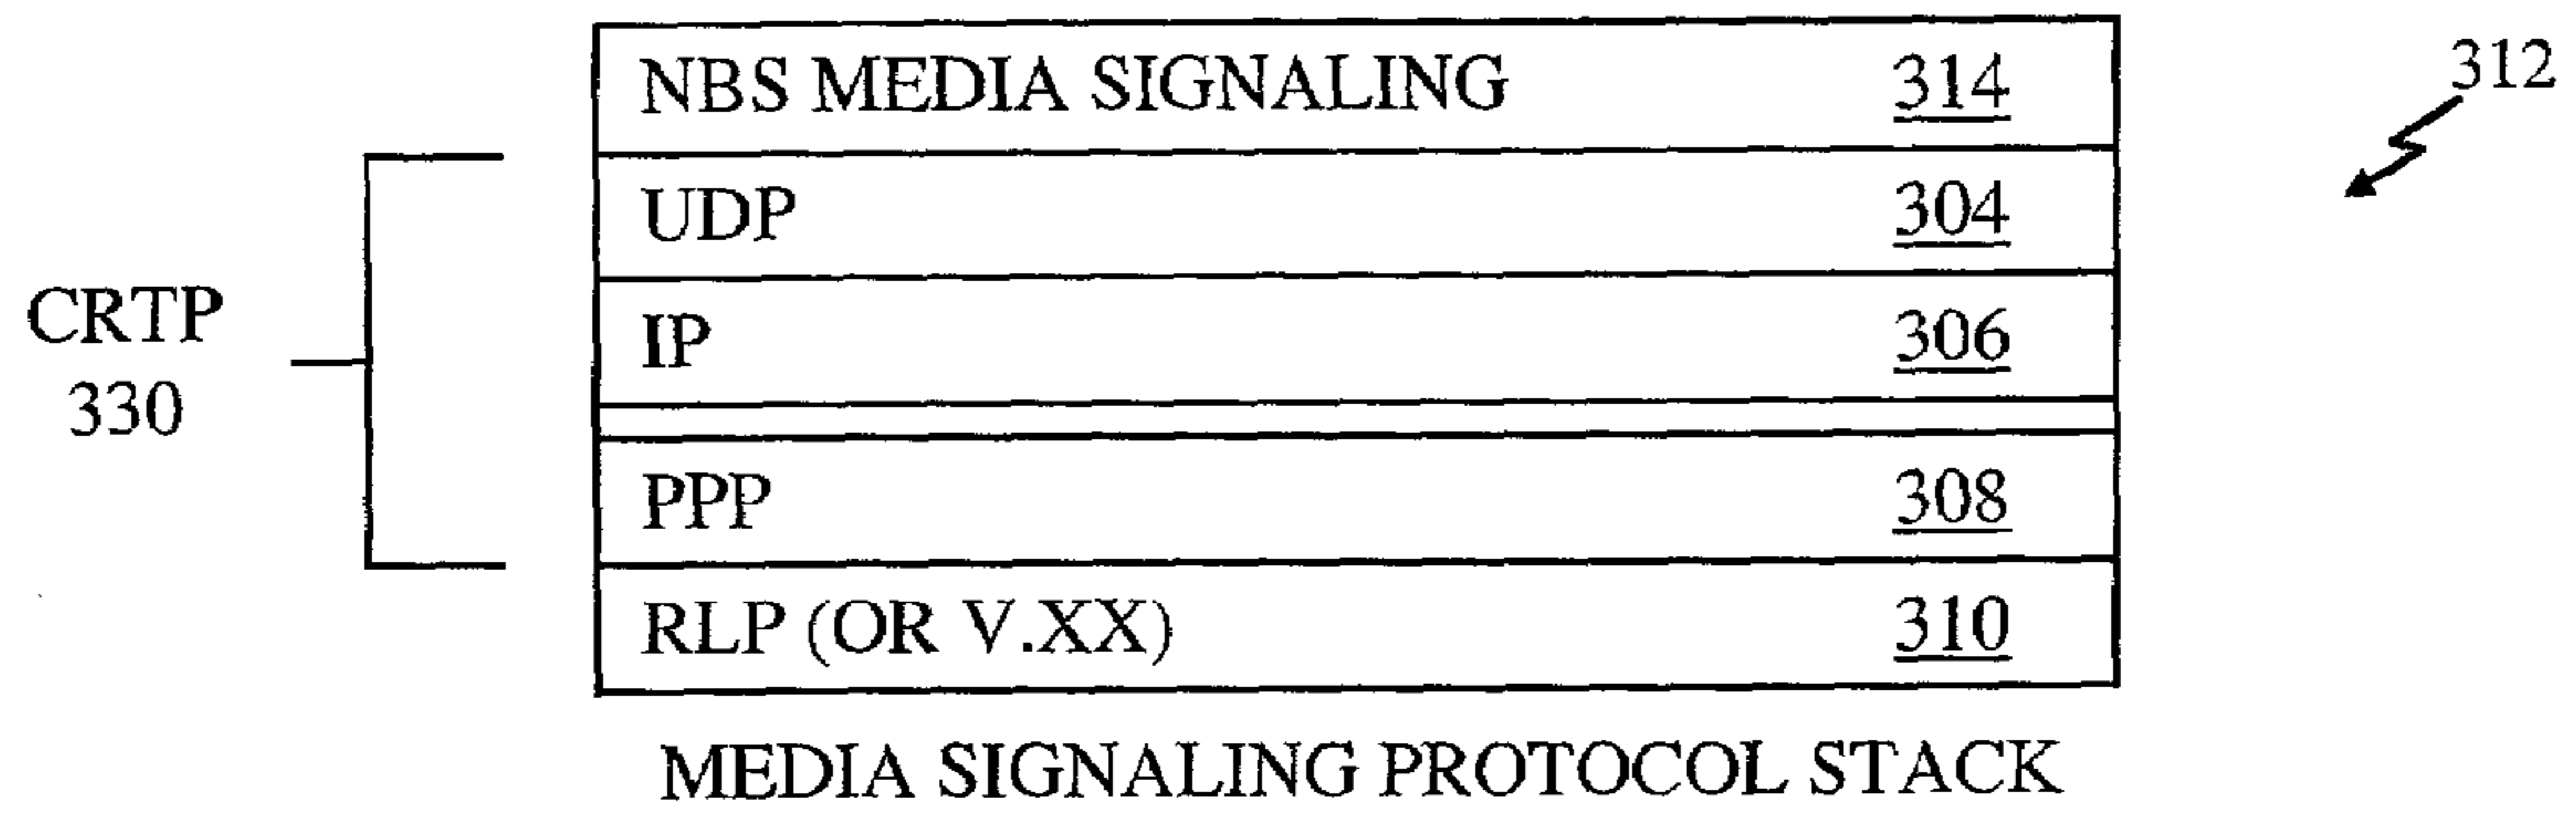 NBS MEDIA SIGNALING 314
312
UDP 304
IP 306
CRTP
330
PPP 308
RLP (OR V.XX) 310
MEDIA SIGNALING PROTOCOL STACK